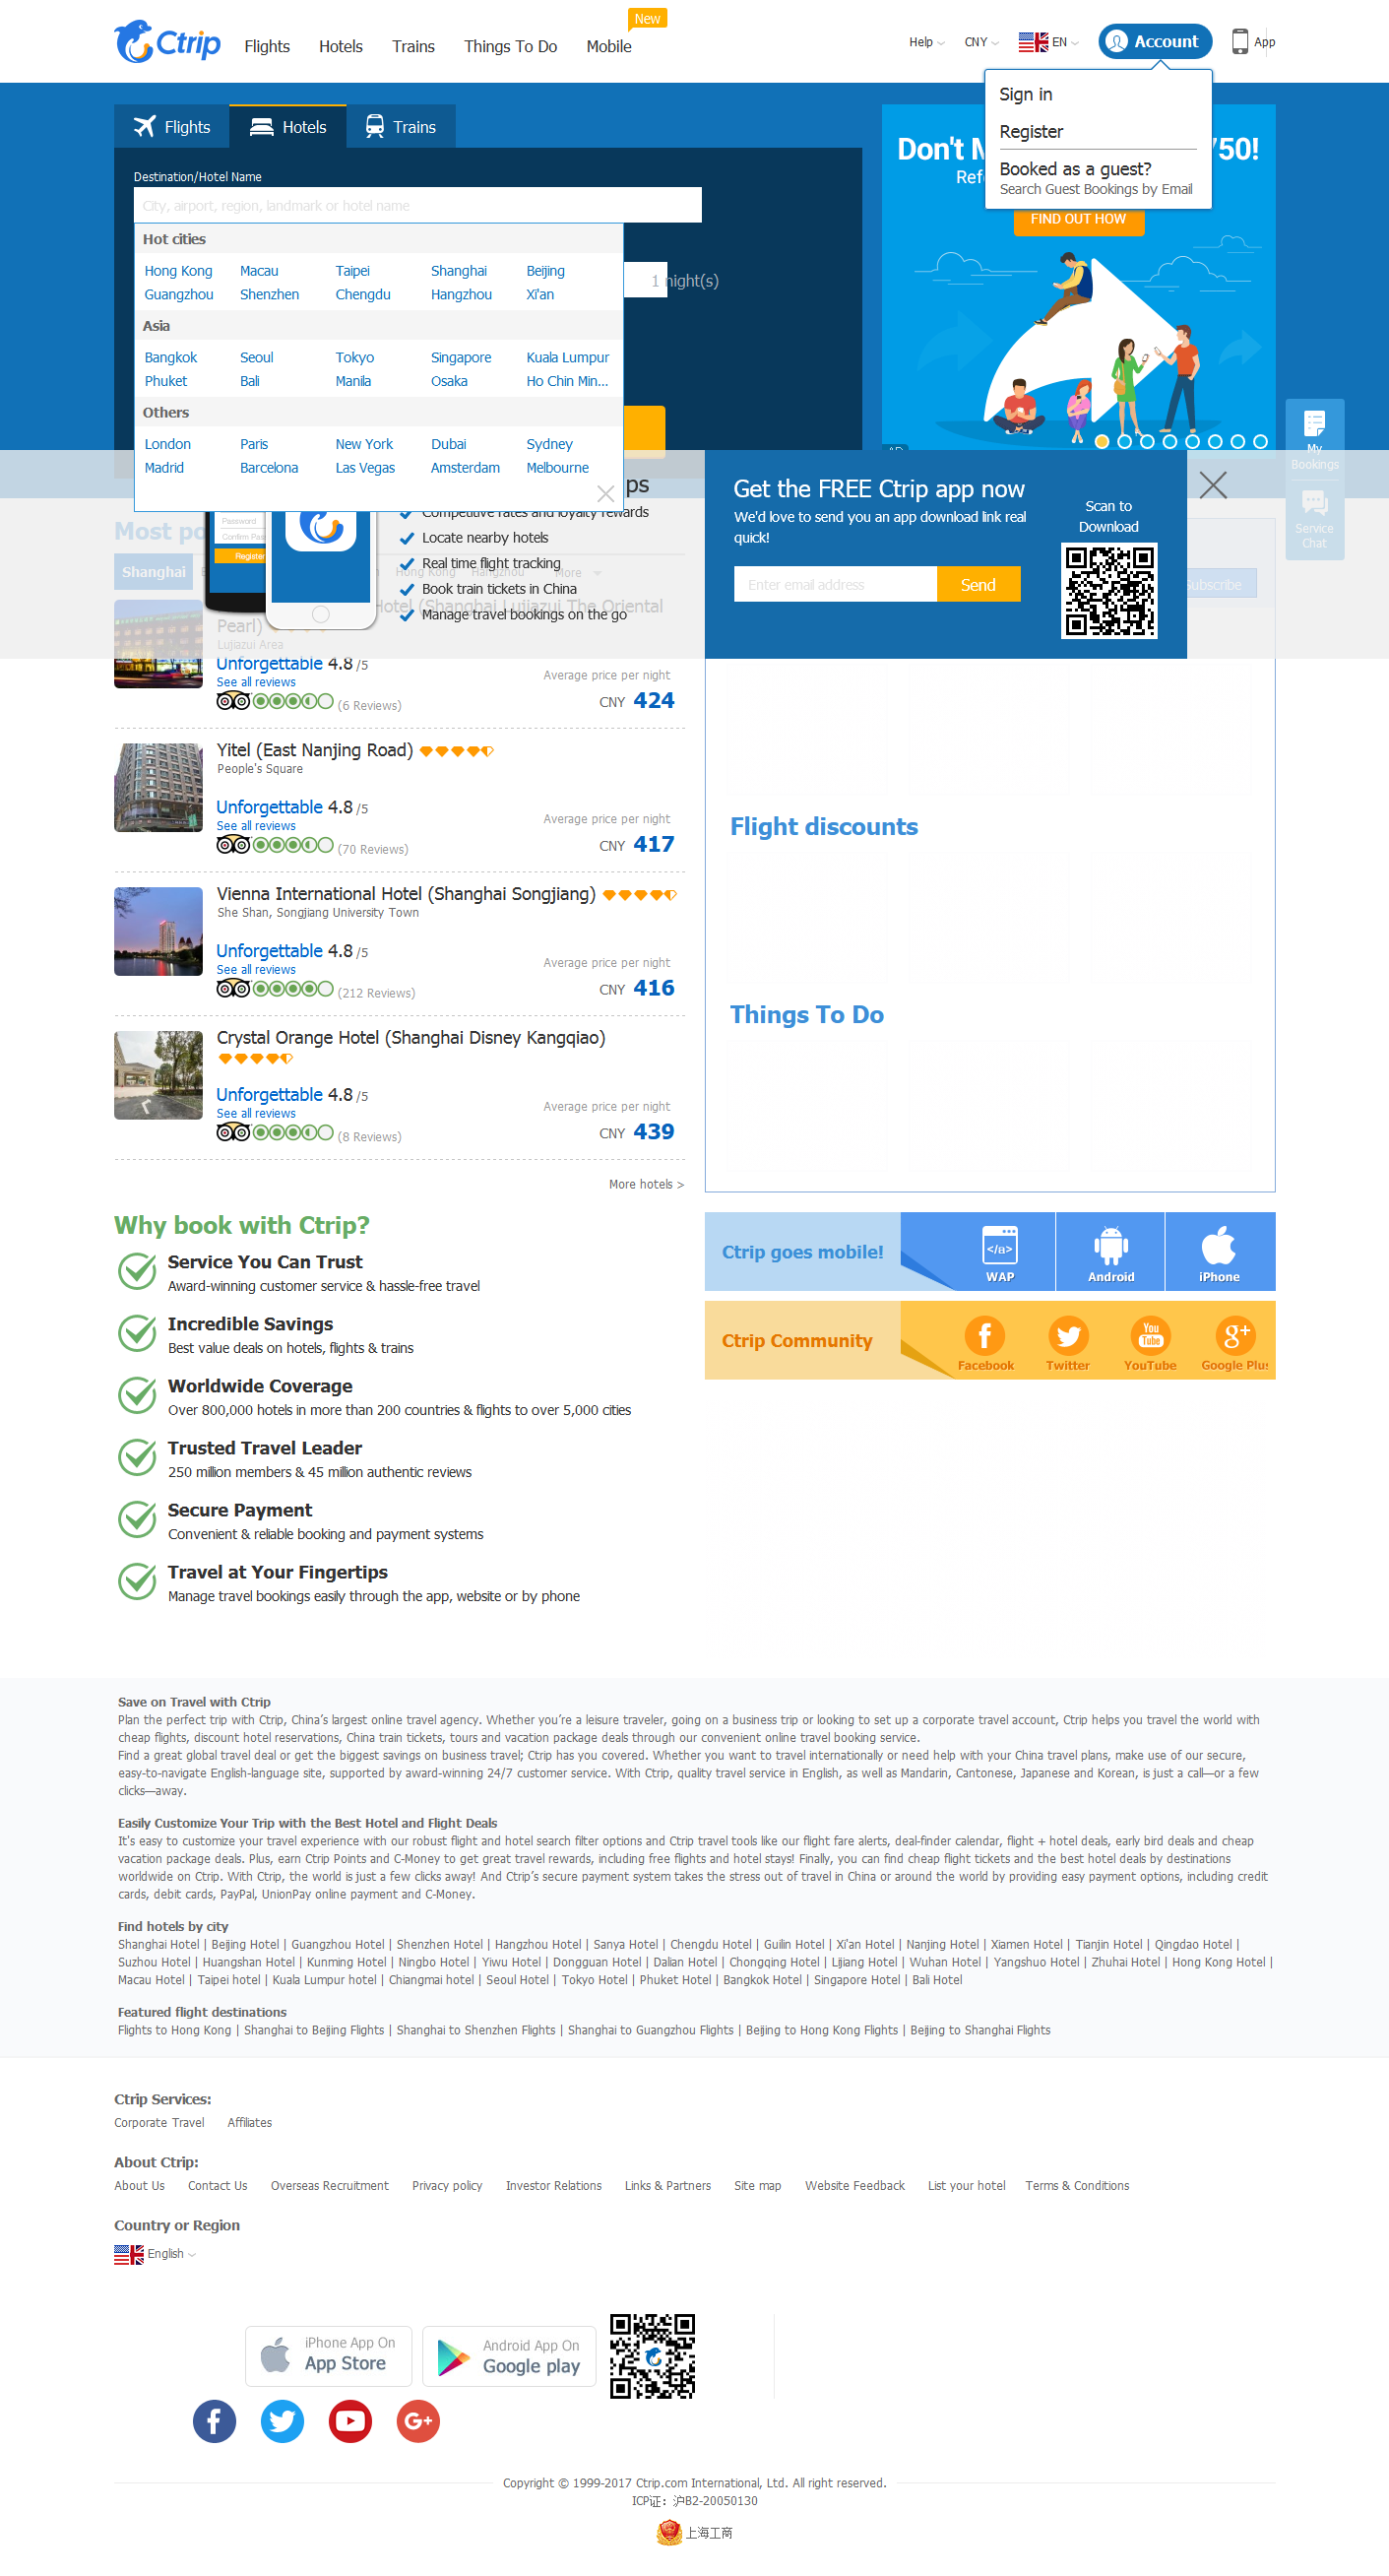 Ctrip
Flights
Hotels
Trains
Things To Do
Mobile
New
Help
CNY
EN
Account
App
Sign in
Register
Booked as a guest?
Search Guest Bookings by Email
Flights
Hotels
Trains
Destination/Hotel Name
City, airport, region, landmark or hotel name
Hot cities
Hong Kong Macau Taipei Shanghai Beijing
Guangzhou Shenzhen Chengdu Hangzhou Xi'an
Asia
Bangkok Seoul Tokyo Singapore Kuala Lumpur
Phuket Bali Manila Osaka Ho Chin Min...
Others
London Paris New York Dubai Sydney
Madrid Barcelona Las Vegas Amsterdam Melbourne
1 night(s)
Don't M
750!
Refe
FIND OUT HOW
AD
My
Bookings
Service
Chat
ps
Competitive rates and loyalty rewards
Locate nearby hotels
Real time flight tracking
Book train tickets in China
Manage travel bookings on the go
Password
Confirm Pas
Register
Get the FREE Ctrip app now
We'd love to send you an app download link real
quick!
Enter email address
Send
Scan to
Download
Subscribe
Most po
Shanghai
Hong Kong
Hangzhou
More
Hotel (Shanghai Lujiazui The Oriental
Pearl)
Lujiazui Area
Unforgettable 4.8 /5
See all reviews
(6 Reviews)
Average price per night
CNY 424
Yitel (East Nanjing Road)
People's Square
Unforgettable 4.8 /5
See all reviews
(70 Reviews)
Average price per night
CNY 417
Vienna International Hotel (Shanghai Songjiang)
She Shan, Songjiang University Town
Unforgettable 4.8 /5
See all reviews
(212 Reviews)
Average price per night
CNY 416
Crystal Orange Hotel (Shanghai Disney Kangqiao)
Unforgettable 4.8 /5
See all reviews
(8 Reviews)
Average price per night
CNY 439
More hotels >
Flight discounts
Things To Do
Why book with Ctrip?
Service You Can Trust
Award-winning customer service & hassle-free travel
Incredible Savings
Best value deals on hotels, flights & trains
Worldwide Coverage
Over 800,000 hotels in more than 200 countries & flights to over 5,000 cities
Trusted Travel Leader
250 million members & 45 million authentic reviews
Secure Payment
Convenient & reliable booking and payment systems
Travel at Your Fingertips
Manage travel bookings easily through the app, website or by phone
Ctrip goes mobile!
</a>
WAP
Android
iPhone
Ctrip Community
Facebook
Twitter
You
Tube
YouTube
g+
Google Plus
Save on Travel with Ctrip
Plan the perfect trip with Ctrip, China's largest online travel agency. Whether you're a leisure traveler, going on a business trip or looking to set up a corporate travel account, Ctrip helps you travel the world with
cheap flights, discount hotel reservations, China train tickets, tours and vacation package deals through our convenient online travel booking service.
Find a great global travel deal or get the biggest savings on business travel; Ctrip has you covered. Whether you want to travel internationally or need help with your China travel plans, make use of our secure,
easy-to-navigate English-language site, supported by award-winning 24/7 customer service. With Ctrip, quality travel service in English, as well as Mandarin, Cantonese, Japanese and Korean, is just a call—or a few
clicks—away.
Easily Customize Your Trip with the Best Hotel and Flight Deals
It's easy to customize your travel experience with our robust flight and hotel search filter options and Ctrip travel tools like our flight fare alerts, deal-finder calendar, flight + hotel deals, early bird deals and cheap
vacation package deals. Plus, earn Ctrip Points and C-Money to get great travel rewards, including free flights and hotel stays! Finally, you can find cheap flight tickets and the best hotel deals by destinations
worldwide on Ctrip. With Ctrip, the world is just a few clicks away! And Ctrip's secure payment system takes the stress out of travel in China or around the world by providing easy payment options, including credit
cards, debit cards, PayPal, UnionPay online payment and C-Money.
Find hotels by city
Shanghai Hotel | Beijing Hotel | Guangzhou Hotel | Shenzhen Hotel | Hangzhou Hotel | Sanya Hotel | Chengdu Hotel | Guilin Hotel | Xi'an Hotel | Nanjing Hotel | Xiamen Hotel | Tianjin Hotel | Qingdao Hotel |
Suzhou Hotel | Huangshan Hotel | Kunming Hotel | Ningbo Hotel | Yiwu Hotel | Dongguan Hotel | Dalian Hotel | Chongqing Hotel | Lijiang Hotel | Wuhan Hotel | Yangshuo Hotel | Zhuhai Hotel | Hong Kong Hotel |
Macau Hotel | Taipei hotel | Kuala Lumpur hotel | Chiangmai hotel | Seoul Hotel | Tokyo Hotel | Phuket Hotel | Bangkok Hotel | Singapore Hotel | Bali Hotel
Featured flight destinations
Flights to Hong Kong | Shanghai to Beijing Flights | Shanghai to Shenzhen Flights | Shanghai to Guangzhou Flights | Beijing to Hong Kong Flights | Beijing to Shanghai Flights
Ctrip Services:
Corporate Travel Affiliates
About Ctrip:
About Us Contact Us Overseas Recruitment Privacy policy Investor Relations Links & Partners Site map Website Feedback List your hotel Terms & Conditions
Country or Region
English
iPhone App On
App Store
Android App On
Google play
G+
Copyright © 1999-2017 Ctrip.com International, Ltd. All right reserved.
ICP证：沪B2-20050130
上海工商